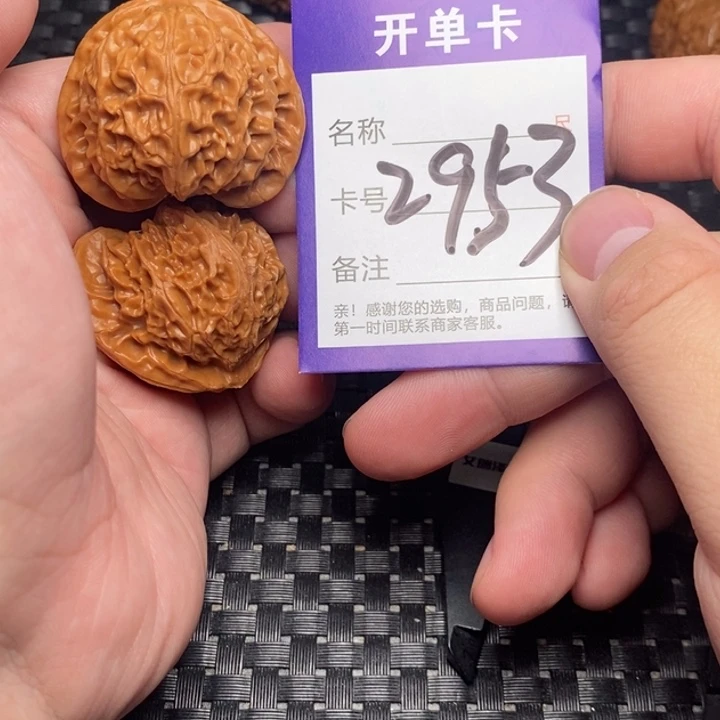 开单卡
名称
卡号 2953
备注
亲！感谢您的选购，商品问题，请
第一时间联系商家客服。